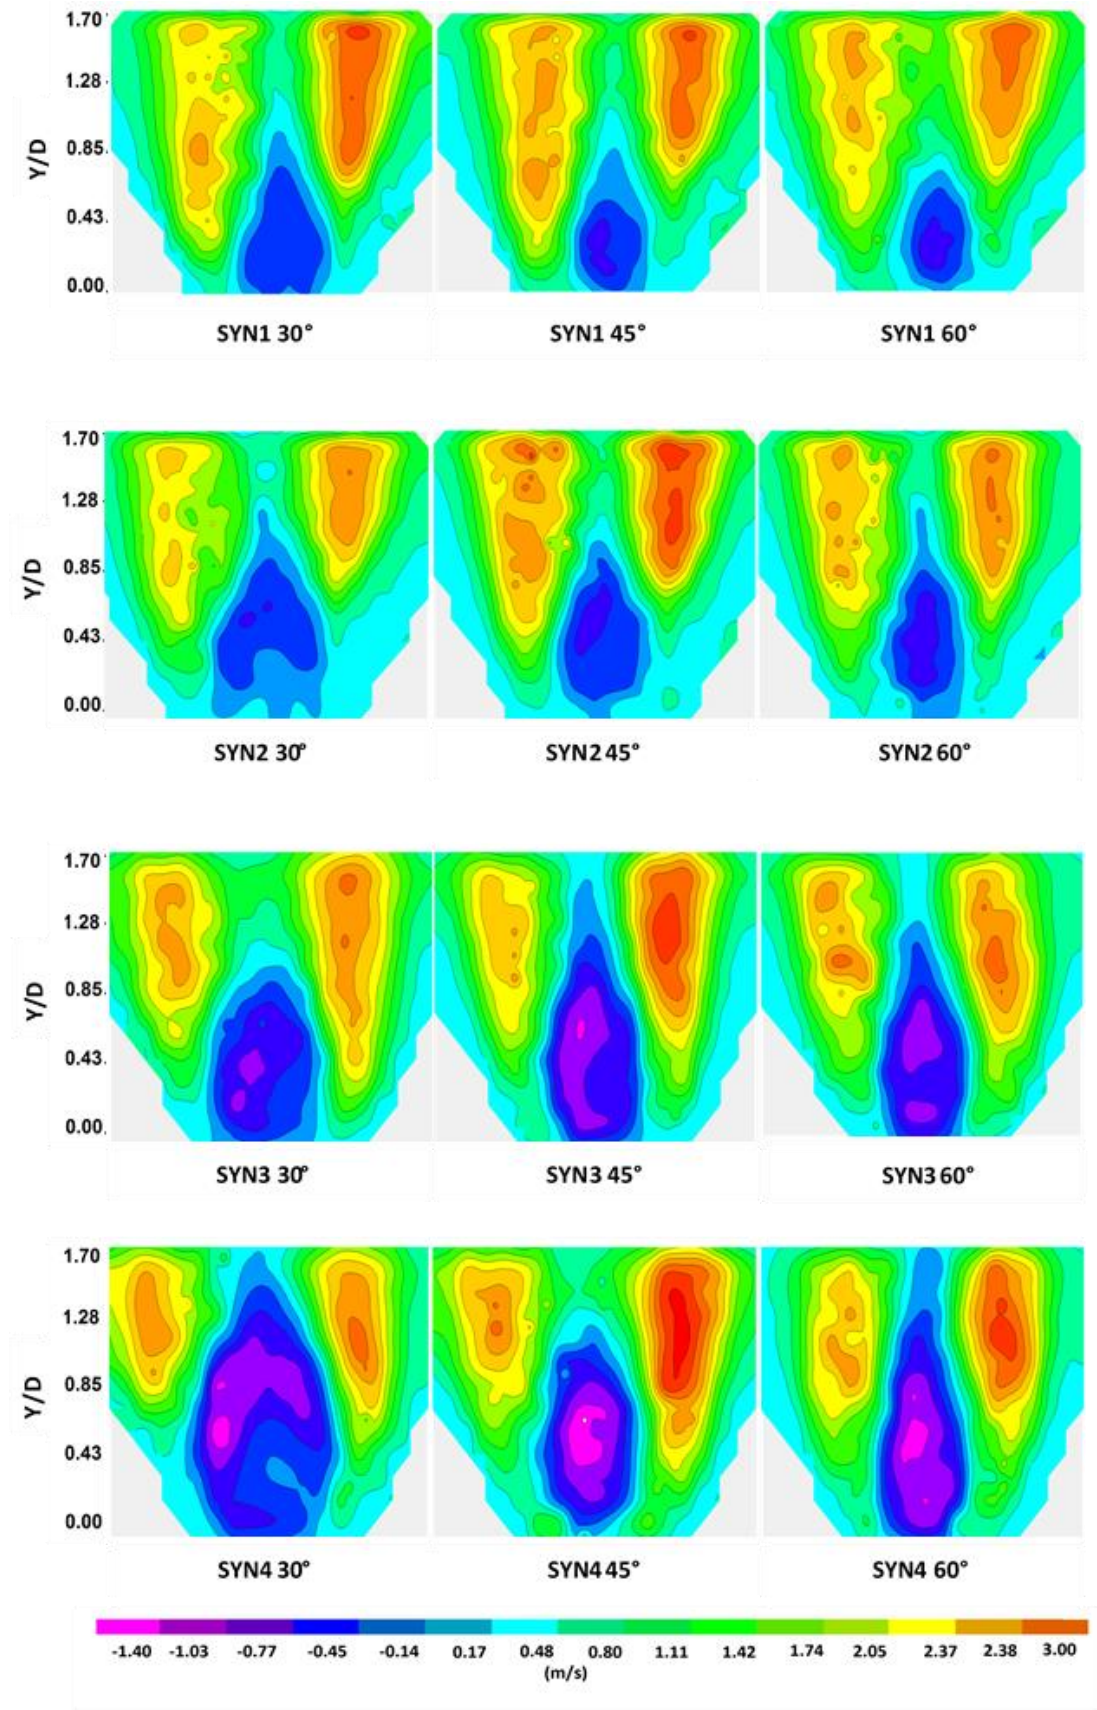 1.70
1.28
0.85
0.43
0.00
Y/D
SYN1 30° SYN1 45° SYN1 60°
1.70
1.28
0.85
0.43
0.00
Y/D
SYN2 30° SYN2 45° SYN2 60°
1.70
1.28
0.85
0.43
0.00
Y/D
SYN3 30° SYN3 45° SYN3 60°
1.70
1.28
0.85
0.43
0.00
Y/D
SYN4 30° SYN4 45° SYN4 60°
-1.40 -1.03 -0.77 -0.45 -0.14 0.17 0.48 0.80 1.11 1.42 1.74 2.05 2.37 2.38 3.00
(m/s)